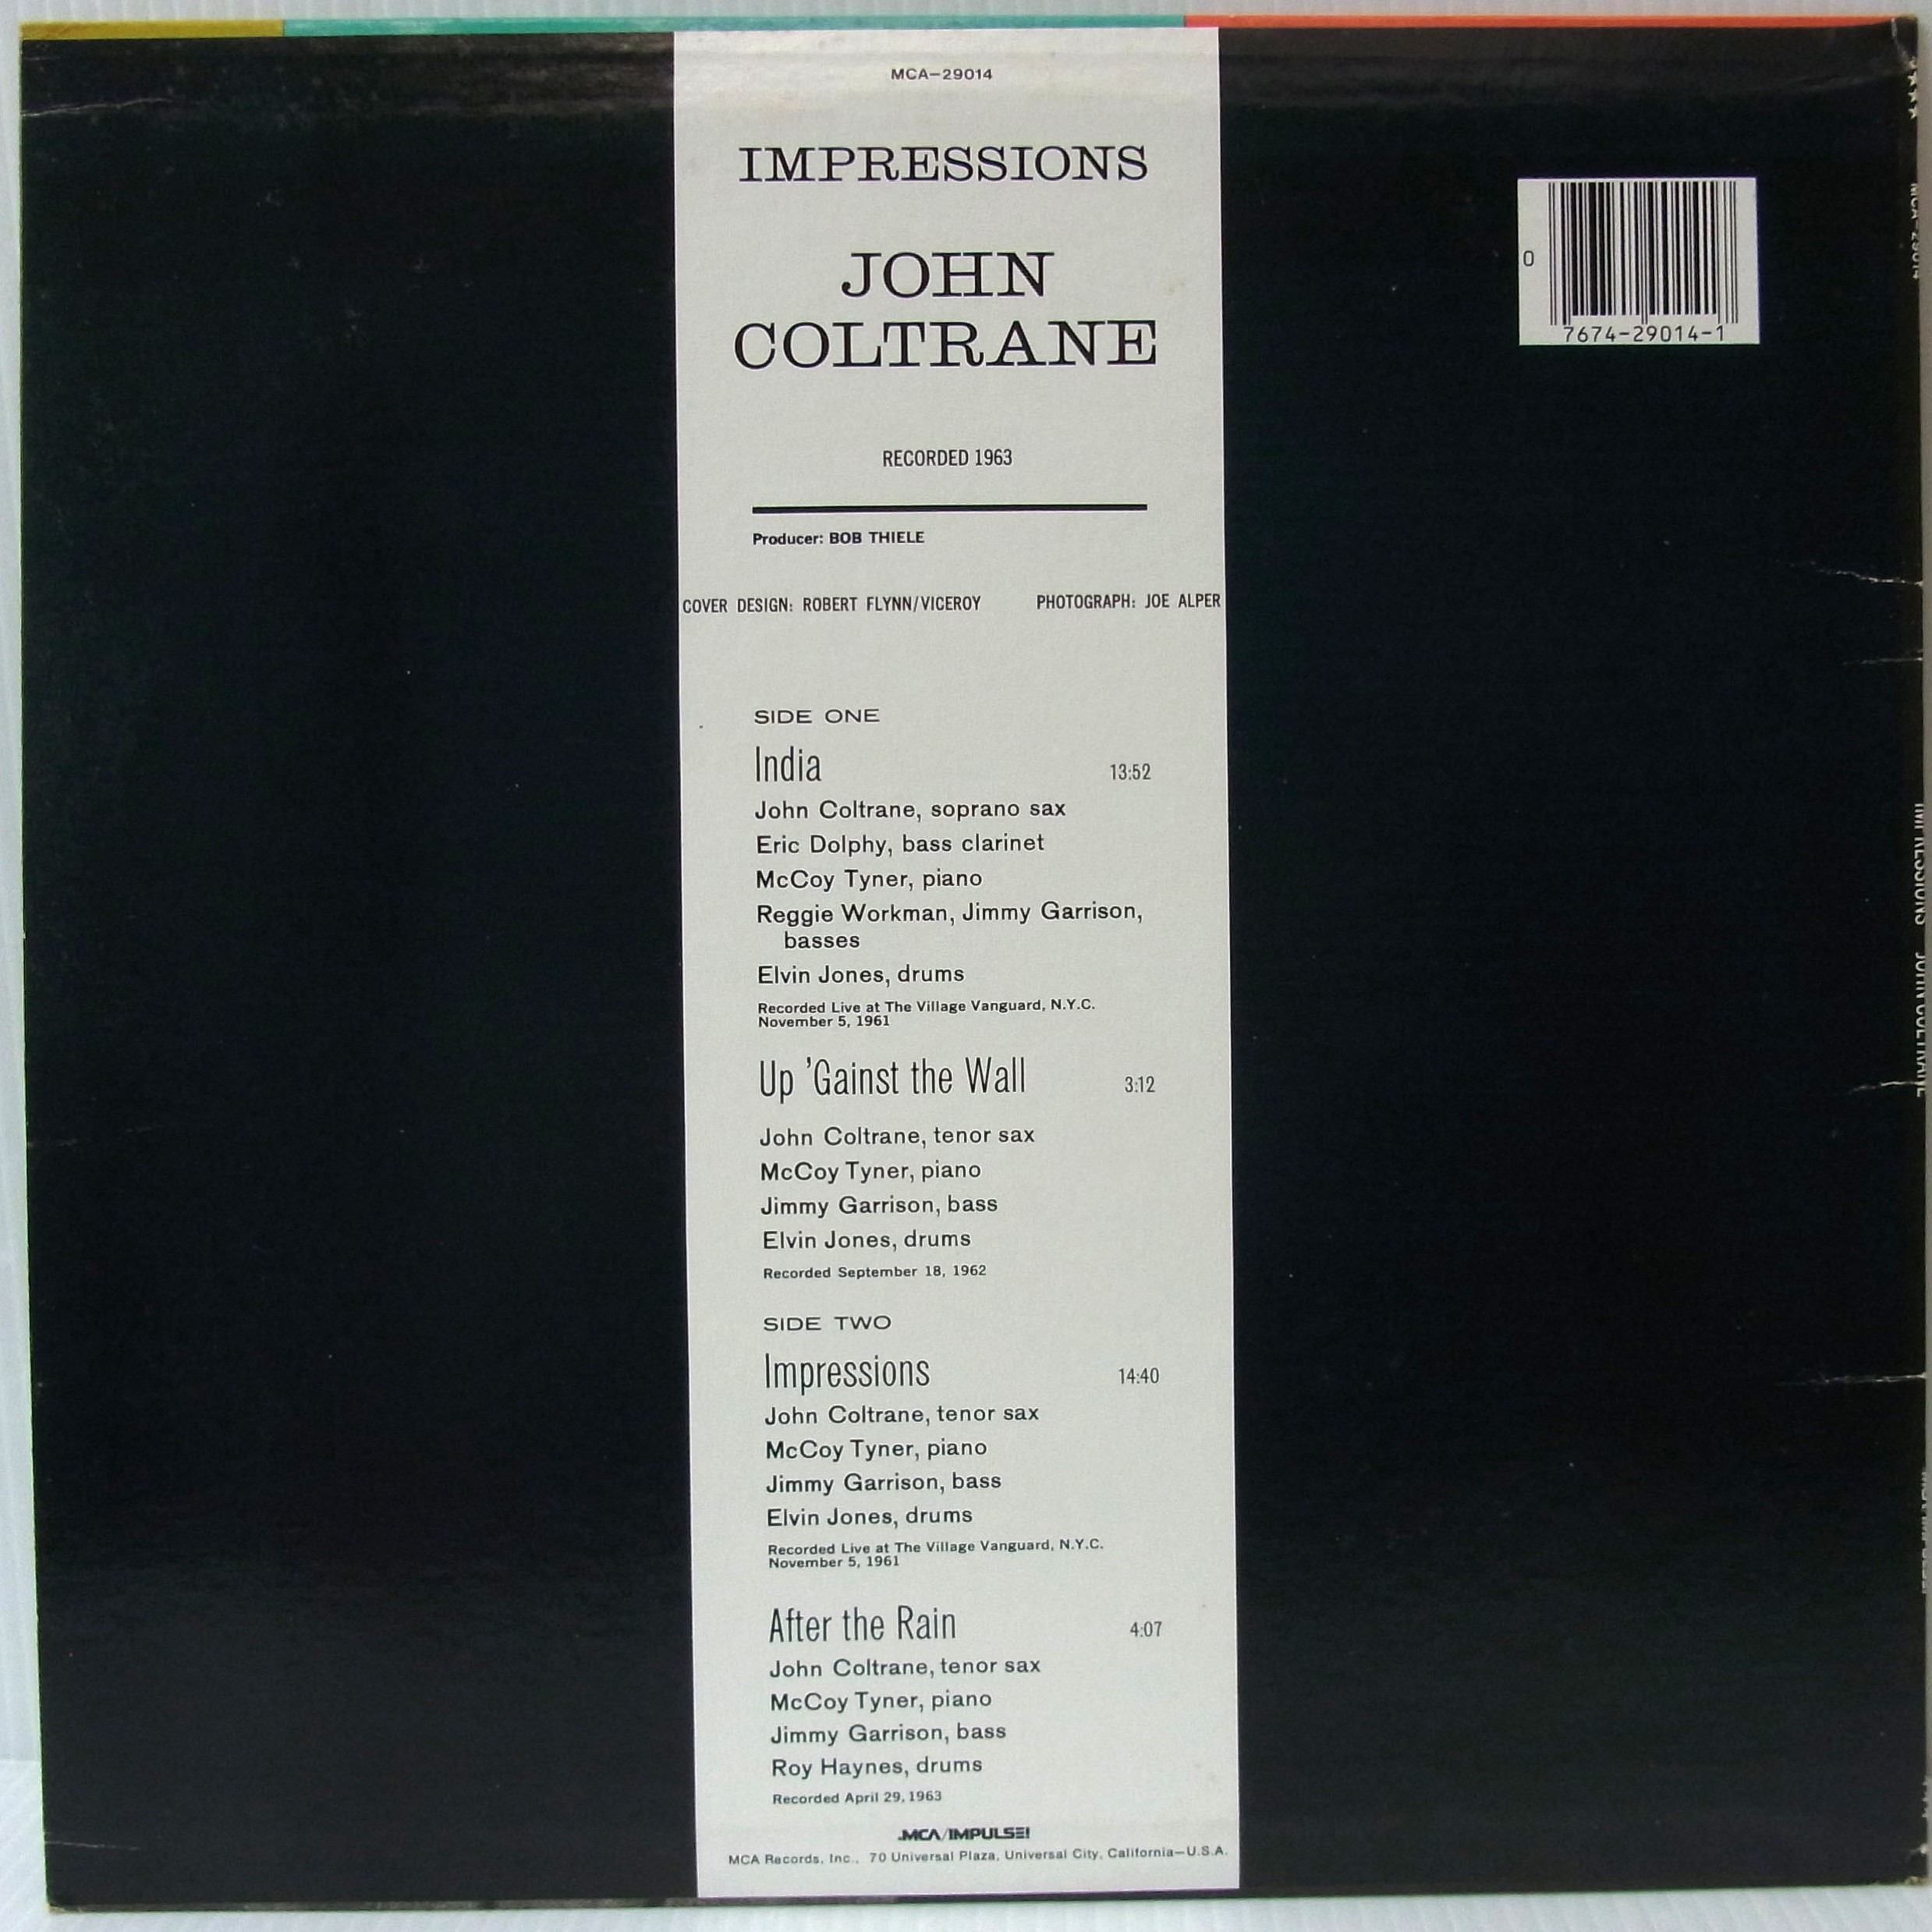 MCA-29014
IMPRESSIONS
JOHN
COLTRANE
0
7674-29014-1
RECORDED 1963
Producer: BOB THIELE
COVER DESIGN: ROBERT FLYNN/VICEROY PHOTOGRAPH: JOE ALPER
SIDE ONE
India 13:52
John Coltrane, soprano sax
Eric Dolphy, bass clarinet
McCoy Tyner, piano
Reggie Workman, Jimmy Garrison,
basses
Elvin Jones, drums
Recorded Live at The Village Vanguard, N.Y.C.
November 5, 1961
Up 'Gainst the Wall 3:12
John Coltrane, tenor sax
McCoy Tyner, piano
Jimmy Garrison, bass
Elvin Jones, drums
Recorded September 18, 1962
SIDE TWO
Impressions 14:40
John Coltrane, tenor sax
McCoy Tyner, piano
Jimmy Garrison, bass
Elvin Jones, drums
Recorded Live at The Village Vanguard, N.Y.C.
November 5, 1961
After the Rain 4:07
John Coltrane, tenor sax
McCoy Tyner, piano
Jimmy Garrison, bass
Roy Haynes, drums
Recorded April 29, 1963
MCA/IMPULSE!
MCA Records, Inc., 70 Universal Plaza, Universal City, California—U.S.A.
MCA-29014
IMPRESSIONS JOHN COLTRANE